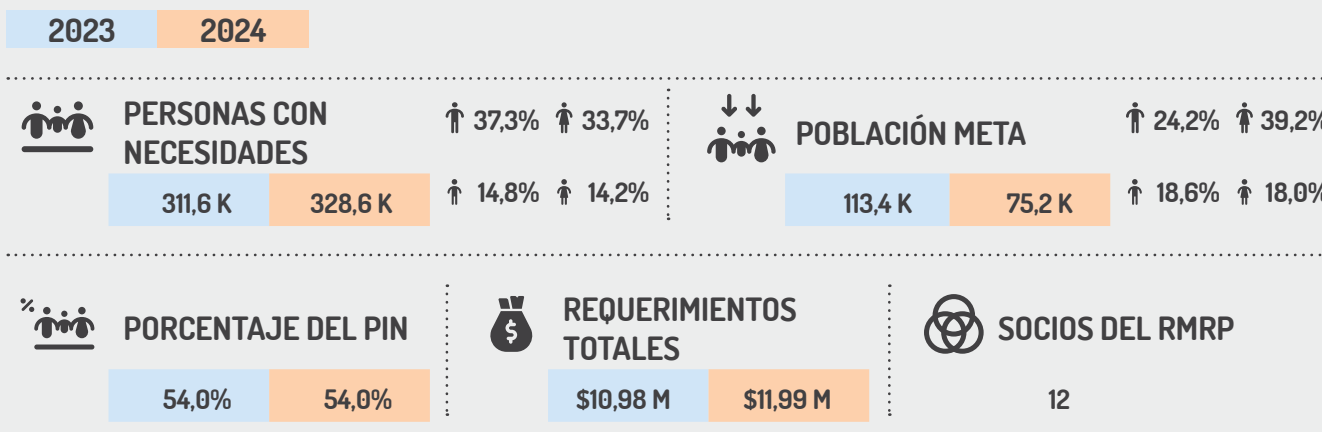 2023 2024
PERSONAS CON
NECESIDADES
311,6 K 328,6 K
37,3% 33,7%
14,8% 14,2%
POBLACIÓN META
113,4 K 75,2 K
24,2% 39,2%
18,6% 18,0%
%
PORCENTAJE DEL PIN
54,0% 54,0%
$
REQUERIMIENTOS
TOTALES
$10,98 M $11,99 M
SOCIOS DEL RMRP
12